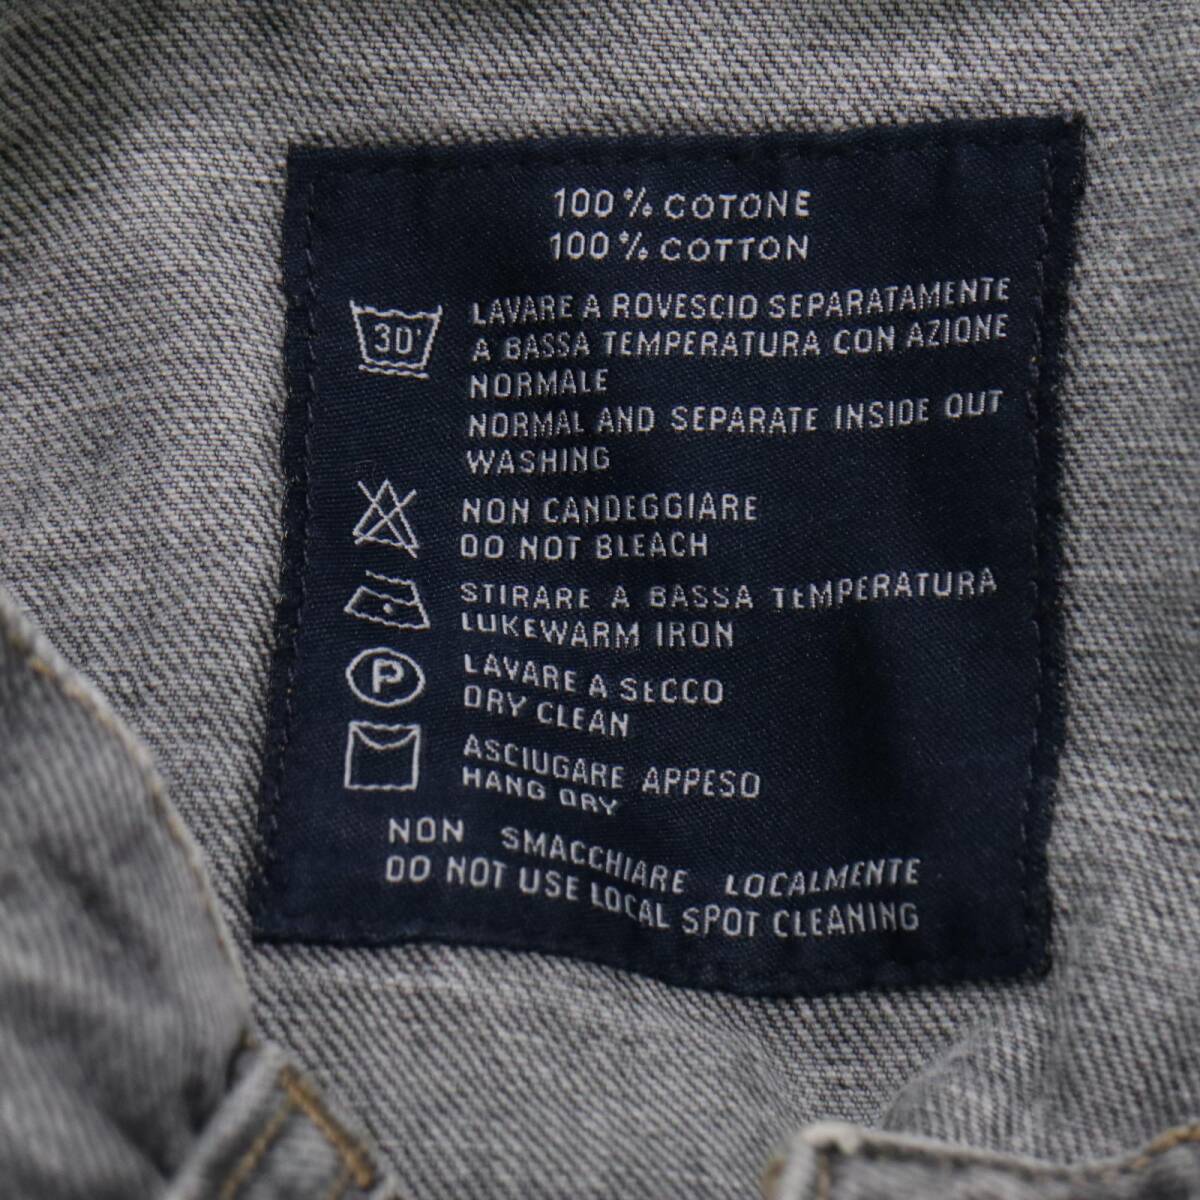 100 % COTONE
100 % COTTON
30°
LAVARE A ROVESCIO SEPARATAMENTE
A BASSA TEMPERATURA CON AZIONE
NORMALE
NORMAL AND SEPARATE INSIDE OUT
WASHING
NON CANDEGGIARE
DO NOT BLEACH
STIRARE A BASSA TEMPERATURA
LUKEWARM IRON
P
LAVARE A SECCO
DRY CLEAN
ASCIUGARE APPESO
HANG DRY
NON SMACCHIARE LOCALMENTE
DO NOT USE LOCAL SPOT CLEANING